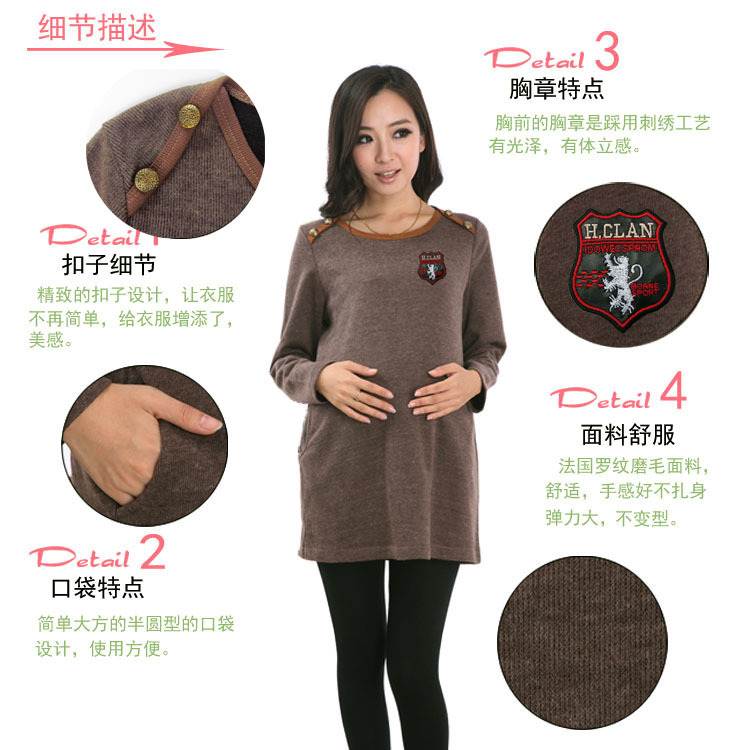 细节描述
Detail 1
扣子细节
精致的扣子设计，让衣服
不再简单，给衣服增添了，
美感。
Detail 2
口袋特点
简单大方的半圆型的口袋
设计，使用方便。
Detail 3
胸章特点
胸前的胸章是踩用刺绣工艺
有光泽，有体立感。
H.CLAN
IDOWEDSPROM
BORNE
SPORT
Detail 4
面料舒服
法国罗纹磨毛面料，
舒适，手感好不扎身
弹力大，不变型。